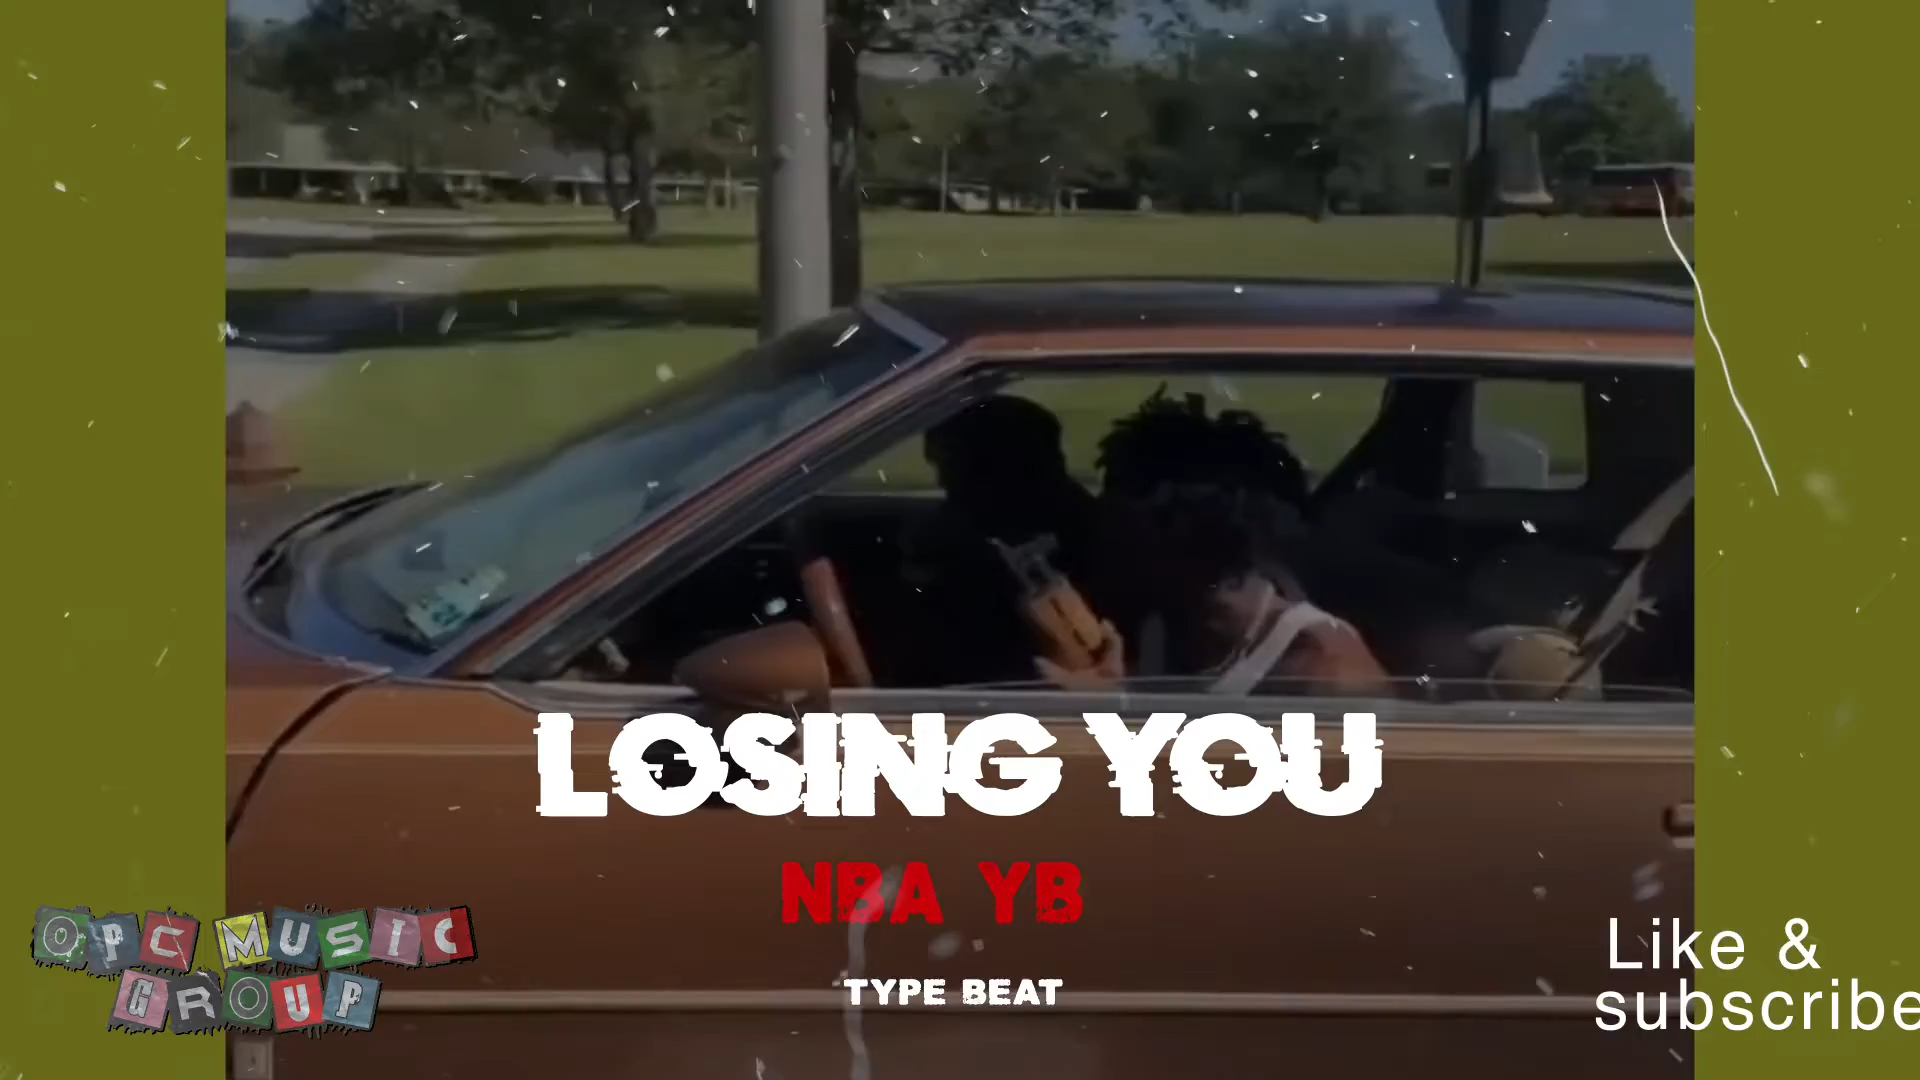 LOSING YOU
NBA YB
TYPE BEAT
OPC MUSIC
GROUP
Like &
subscribe